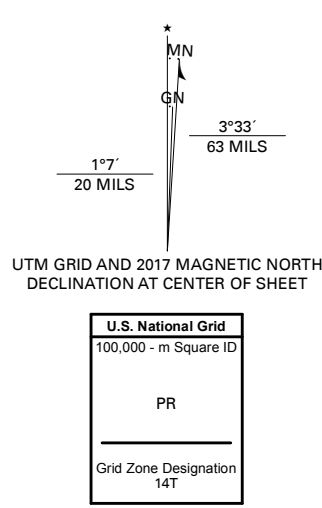 ★
MN
GN
3°33´
63 MILS
1°7´
20 MILS
UTM GRID AND 2017 MAGNETIC NORTH
DECLINATION AT CENTER OF SHEET
U.S. National Grid
100,000 - m Square ID
PR
Grid Zone Designation
14T